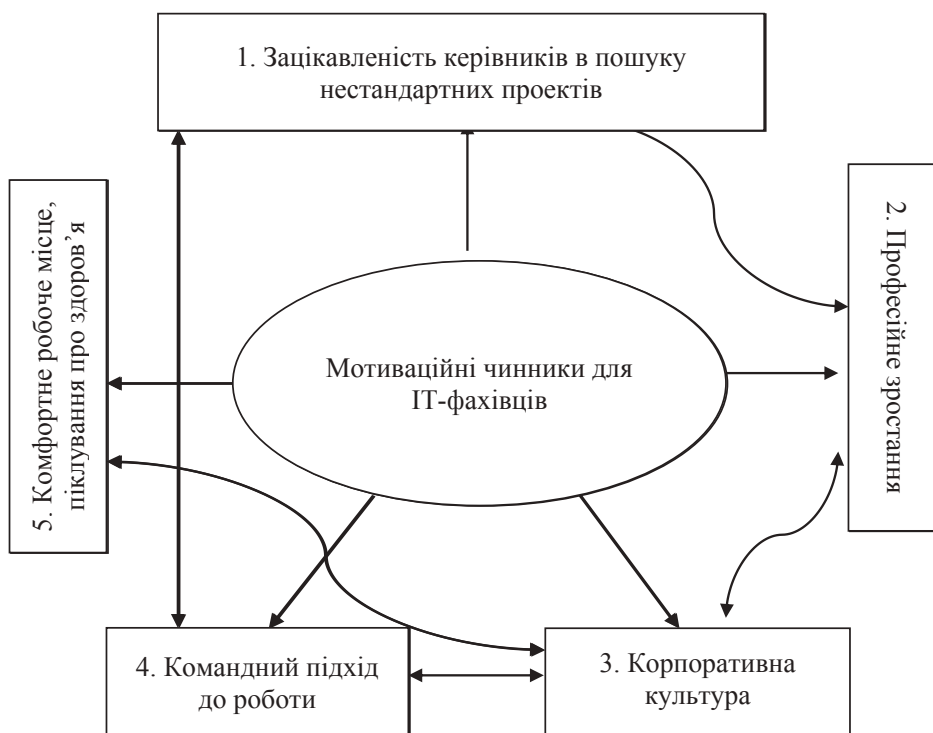 1. Зацікавленість керівників в пошуку
нестандартних проектів
2. Професійне зростання
5. Комфортне робоче місце,
піклування про здоров’я
Мотиваційні чинники для
ІТ-фахівців
4. Командний підхід
до роботи
3. Корпоративна
культура